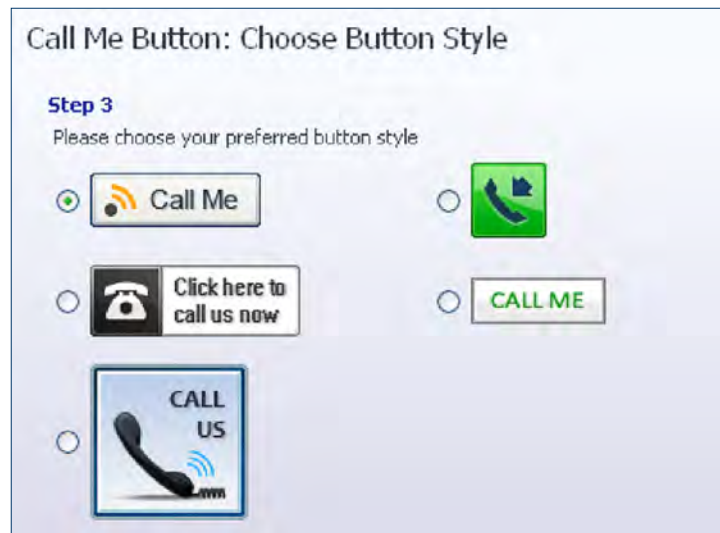 Call Me Button: Choose Button Style
Step 3
Please choose your preferred button style
Call Me
Click here to
call us now
CALL ME
CALL
US